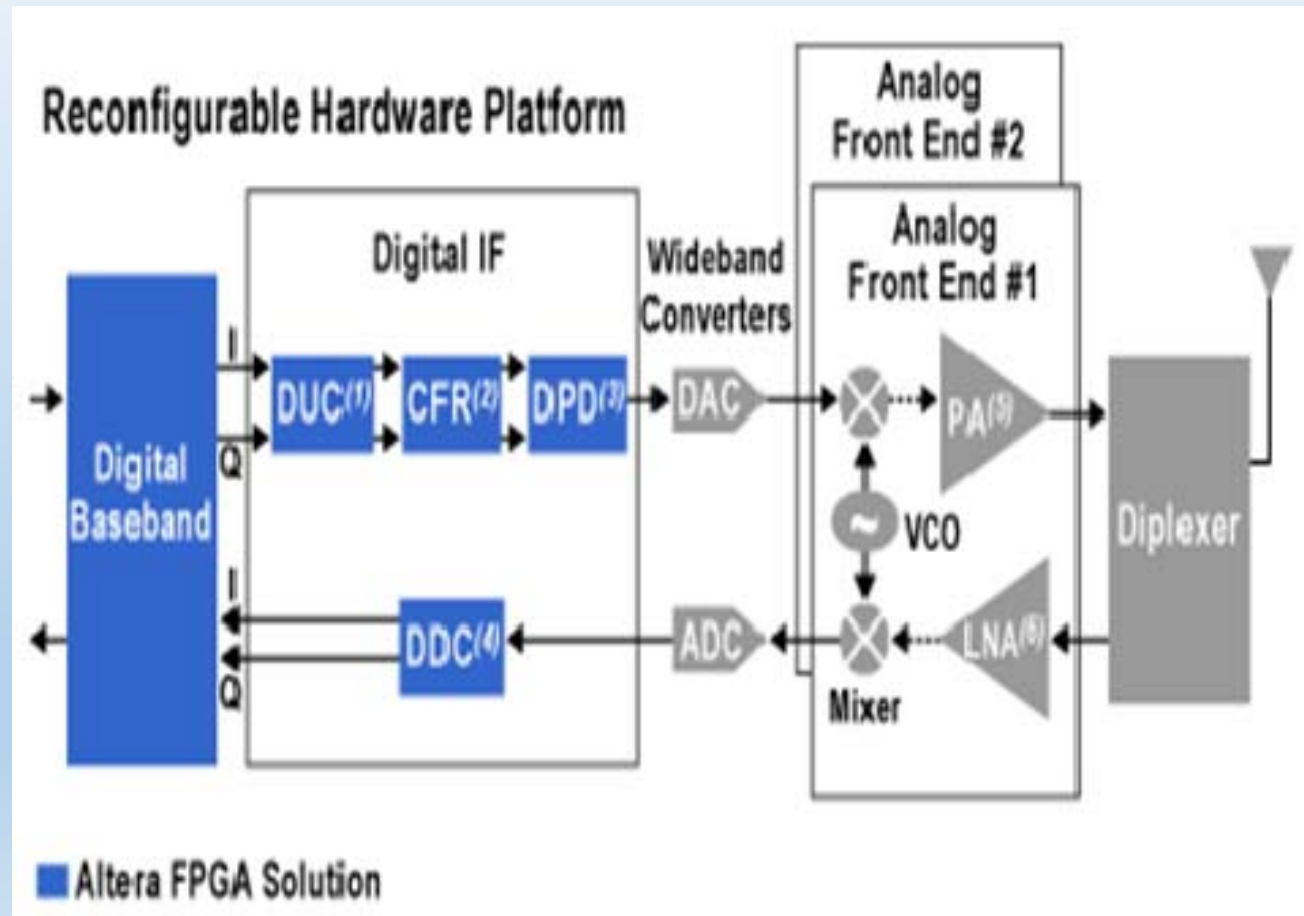 Reconfigurable Hardware Platform
Analog
Front End #2
Analog
Front End #1
Digital IF
Wideband
Converters
I
DUC(1)
CFR(2)
DPD(3)
DAC
PA(5)
Q
Digital
Baseband
~
VCO
Diplexer
I
DDC(4)
ADC
LNA(6)
Q
Mixer
Altera FPGA Solution